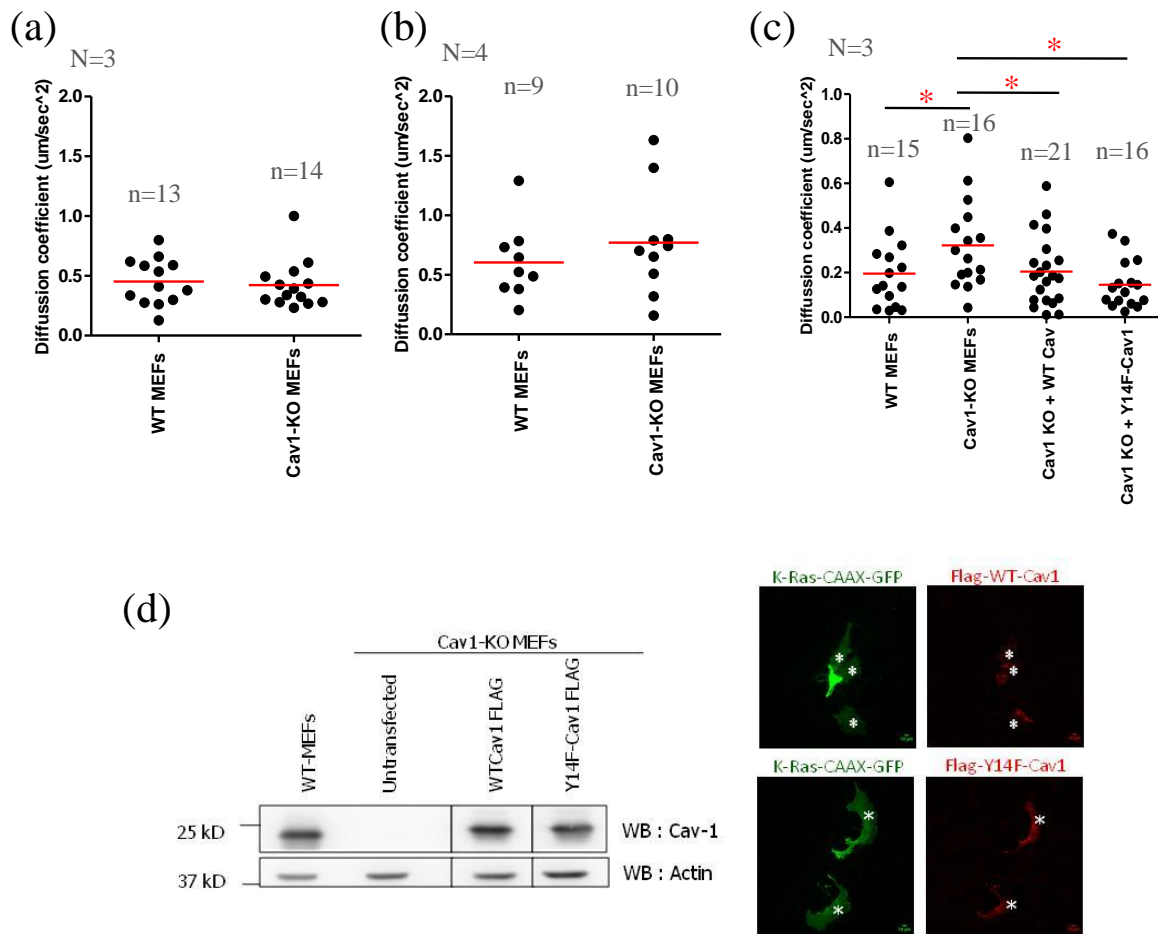 (a)
N=3
Diffussion coefficient (um/sec^2)
2.0
1.5
1.0
0.5
0.0
n=13
n=14
WT MEFs
Cav1-KO MEFs
(b)
N=4
Diffussion coefficient (um/sec^2)
2.0
1.5
1.0
0.5
0.0
n=9
n=10
WT MEFs
Cav1-KO MEFs
(c)
N=3
Diffussion coefficient (um/sec^2)
1.0
0.8
0.6
0.4
0.2
0.0
*
*
*
n=15
n=16
n=21
n=16
WT MEFs
Cav1-KO MEFs
Cav1 KO + WT Cav
Cav1 KO + Y14F-Cav1
(d)
Cav1-KO MEFs
WT-MEFs
Untransfected
WTCav1 FLAG
Y14F-Cav1 FLAG
25 kD
WB : Cav-1
37 kD
WB : Actin
K-Ras-CAAX-GFP
Flag-WT-Cav1
* * *
* * *
K-Ras-CAAX-GFP
Flag-Y14F-Cav1
* *
* *